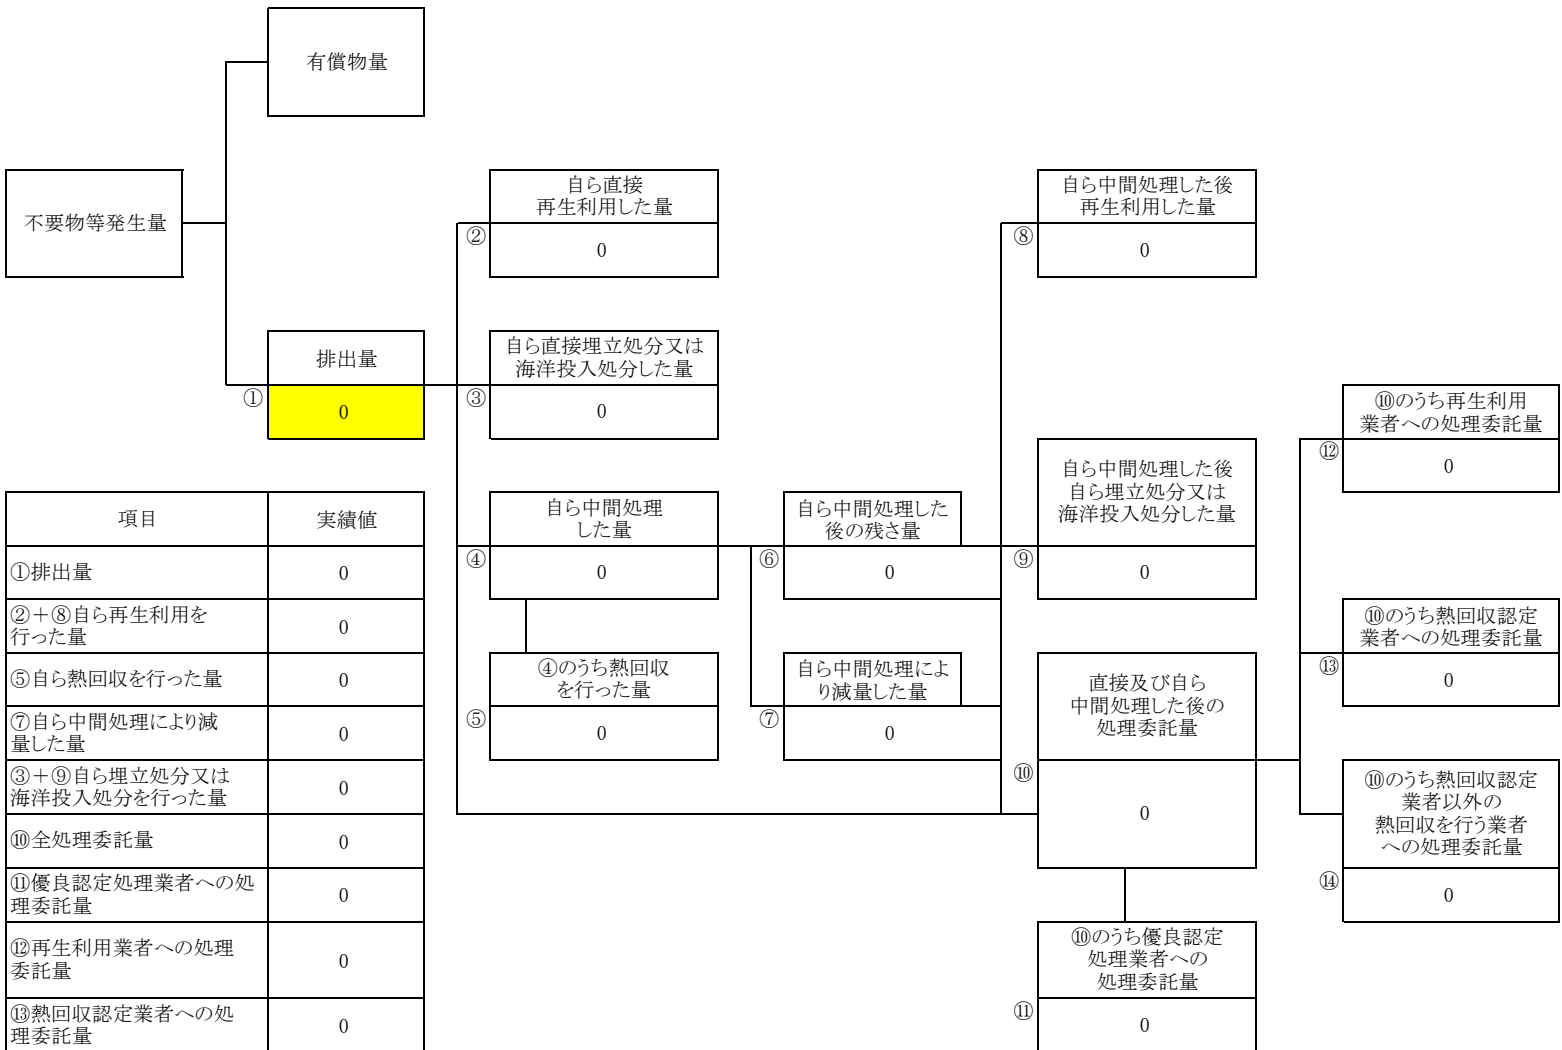 有償物量
不要物等発生量
自ら直接
再生利用した量
②
0
自ら中間処理した後
再生利用した量
⑧
0
排出量
①
0
自ら直接埋立処分又は
海洋投入処分した量
③
0
⑩のうち再生利用
業者への処理委託量
⑫
0
自ら中間処理
した量
④
0
自ら中間処理した
後の残さ量
⑥
0
自ら中間処理した後
自ら埋立処分又は
海洋投入処分した量
⑨
0
④のうち熱回収
を行った量
⑤
0
自ら中間処理によ
り減量した量
⑦
0
直接及び自ら
中間処理した後の
処理委託量
⑩
0
⑩のうち熱回収認定
業者への処理委託量
⑬
0
⑩のうち熱回収認定
業者以外の
熱回収を行う業者
への処理委託量
⑭
0
⑩のうち優良認定
処理業者への
処理委託量
⑪
0
項目 実績値
①排出量 0
②+⑧自ら再生利用を
行った量 0
⑤自ら熱回収を行った量 0
⑦自ら中間処理により減
量した量 0
③+⑨自ら埋立処分又は
海洋投入処分を行った量 0
⑩全処理委託量 0
⑪優良認定処理業者への処
理委託量 0
⑫再生利用業者への処理
委託量 0
⑬熱回収認定業者への処
理委託量 0